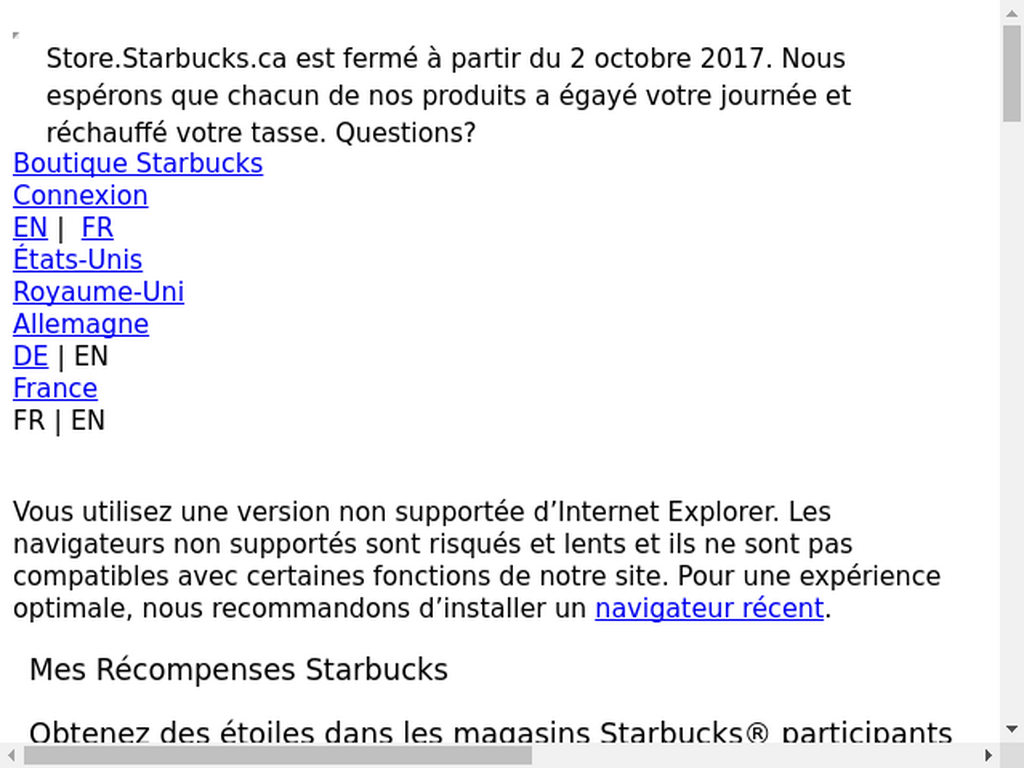 Store.Starbucks.ca est fermé à partir du 2 octobre 2017. Nous
espérons que chacun de nos produits a égayé votre journée et
réchauffé votre tasse. Questions?
Boutique Starbucks
Connexion
EN | FR
États-Unis
Royaume-Uni
Allemagne
DE | EN
France
FR | EN
Vous utilisez une version non supportée d’Internet Explorer. Les
navigateurs non supportés sont risqués et lents et ils ne sont pas
compatibles avec certaines fonctions de notre site. Pour une expérience
optimale, nous recommandons d’installer un navigateur récent.
Mes Récompenses Starbucks
Obtenez des étoiles dans les magasins Starbucks® participants